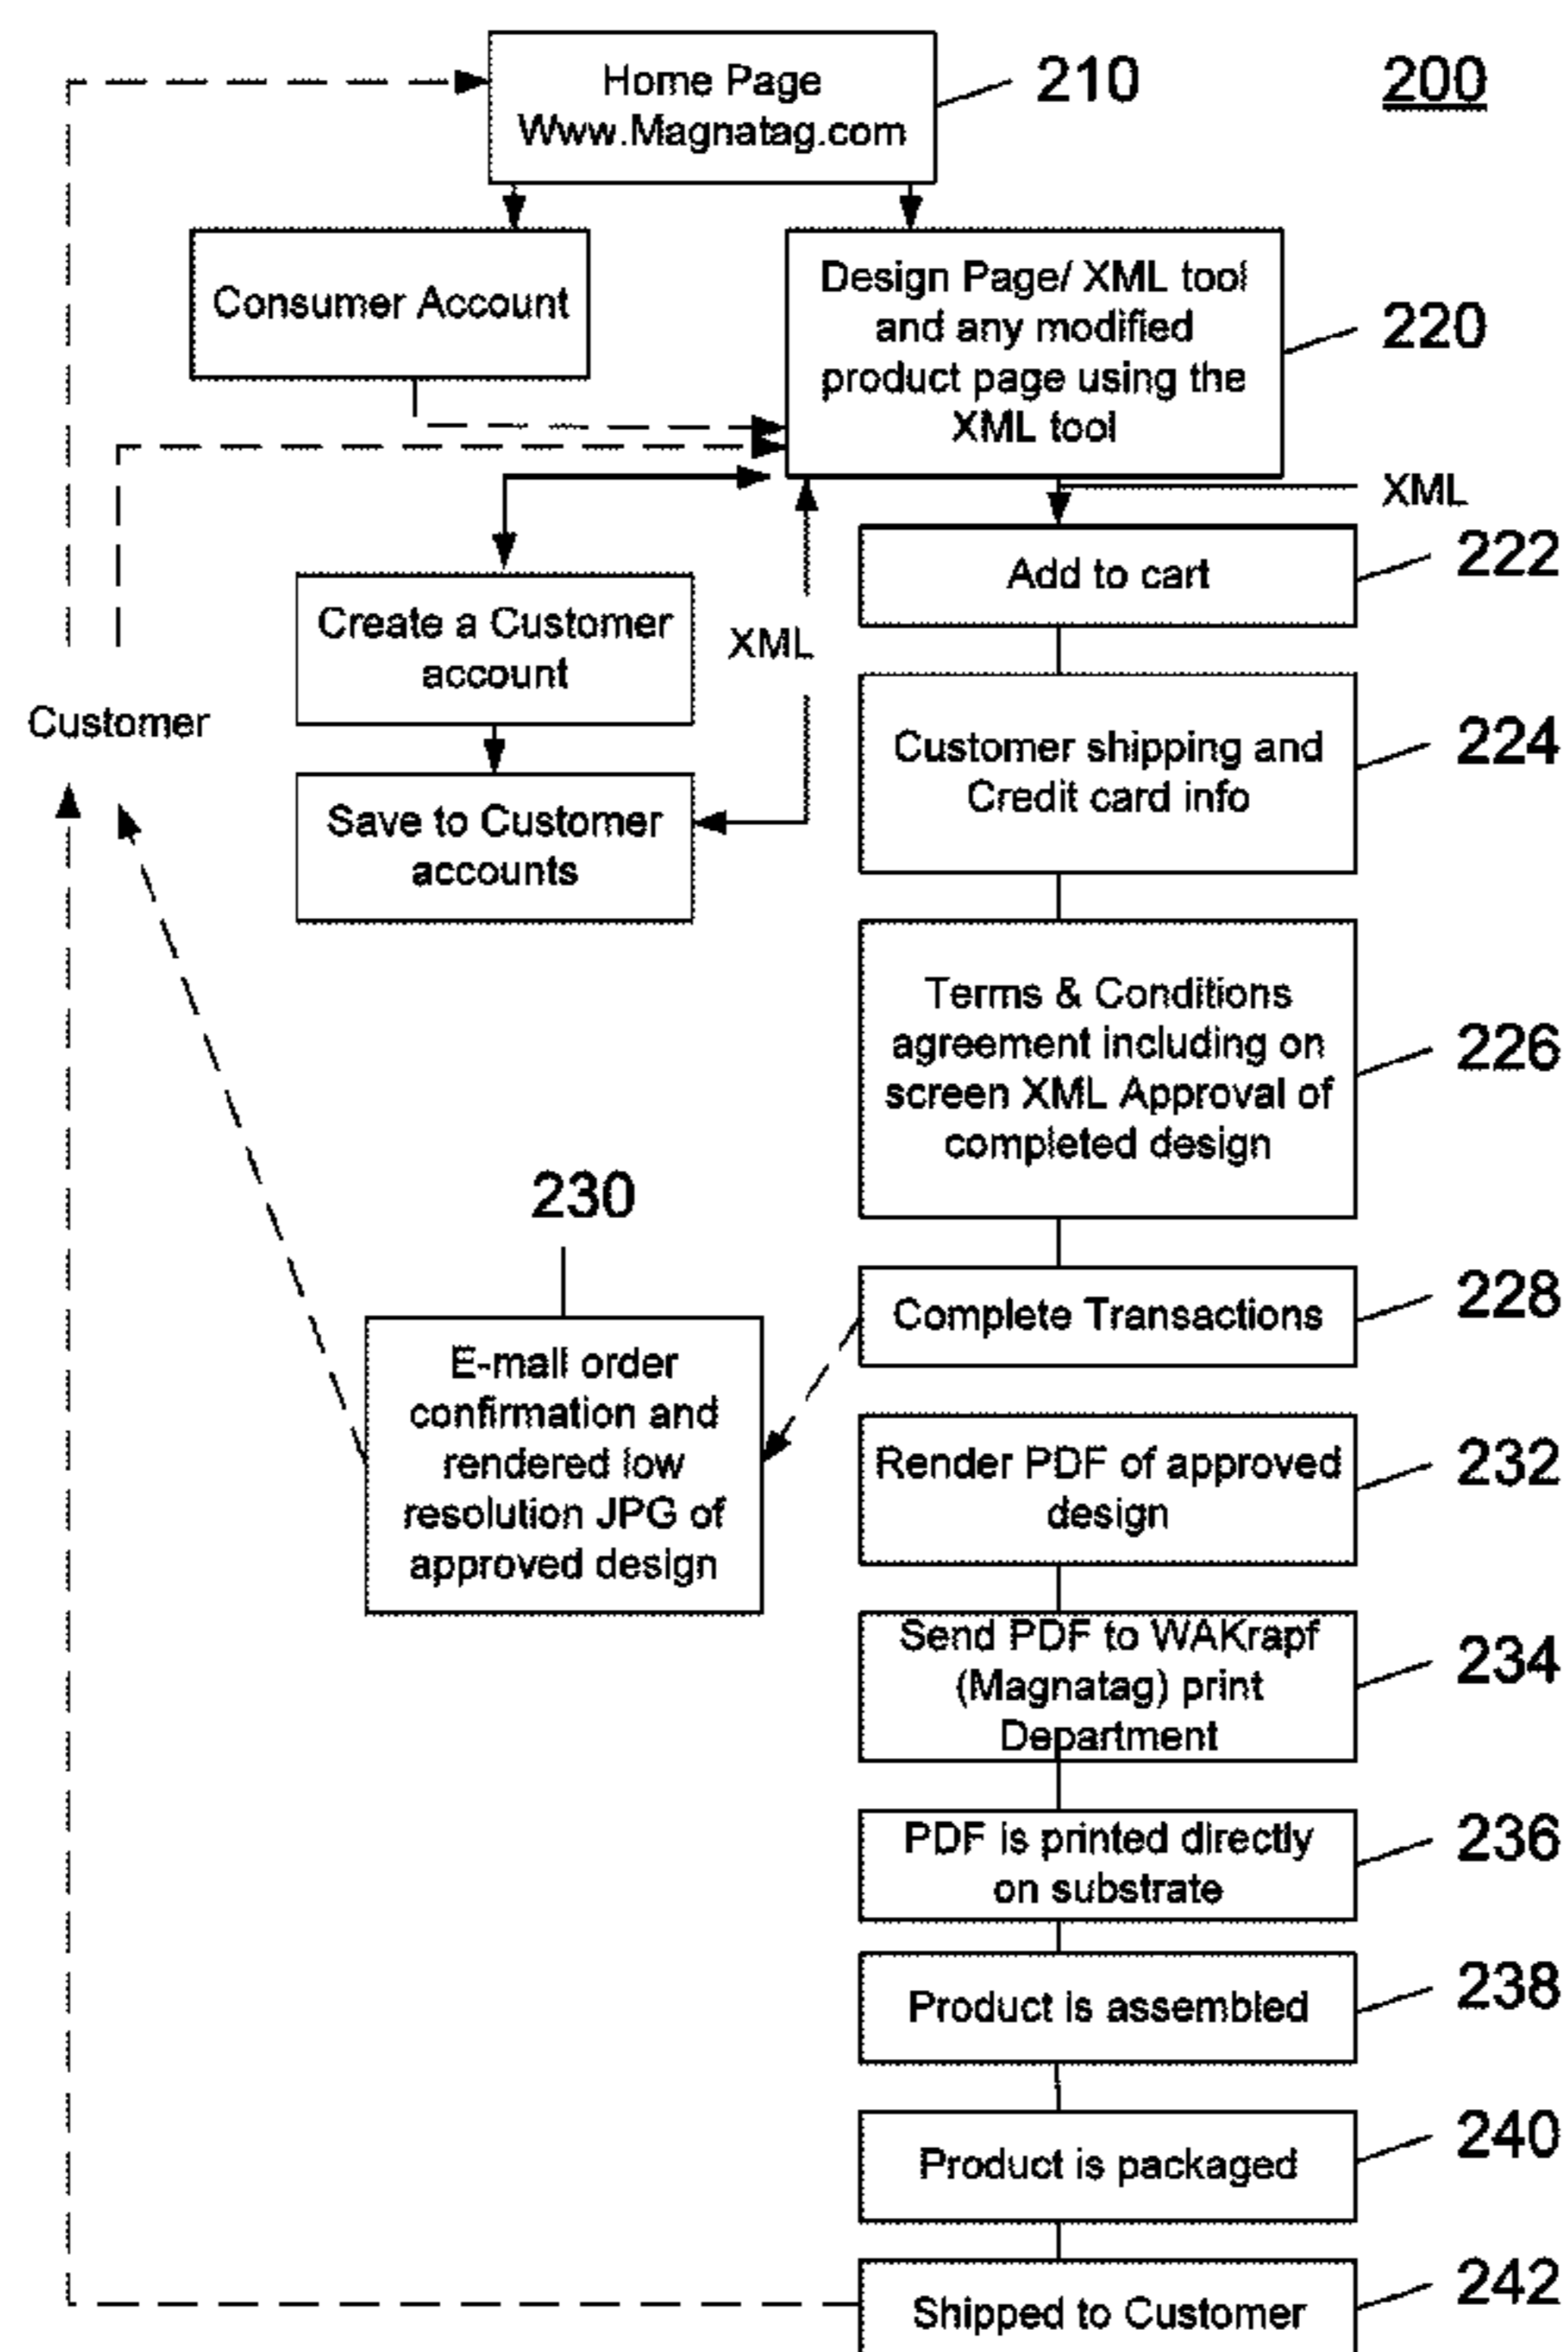 200
Home Page
Www.Magnatag.com
210
Consumer Account
Design Page/ XML tool
and any modified
product page using the
XML tool
220
XML
Add to cart
222
Create a Customer
account
XML
Customer
Customer shipping and
Credit card info
224
Save to Customer
accounts
Terms & Conditions
agreement including on
screen XML Approval of
completed design
226
230
Complete Transactions
228
E-mail order
confirmation and
rendered low
resolution JPG of
approved design
Render PDF of approved
design
232
Send PDF to WAKrapf
(Magnatag) print
Department
234
PDF is printed directly
on substrate
236
Product is assembled
238
Product is packaged
240
Shipped to Customer
242